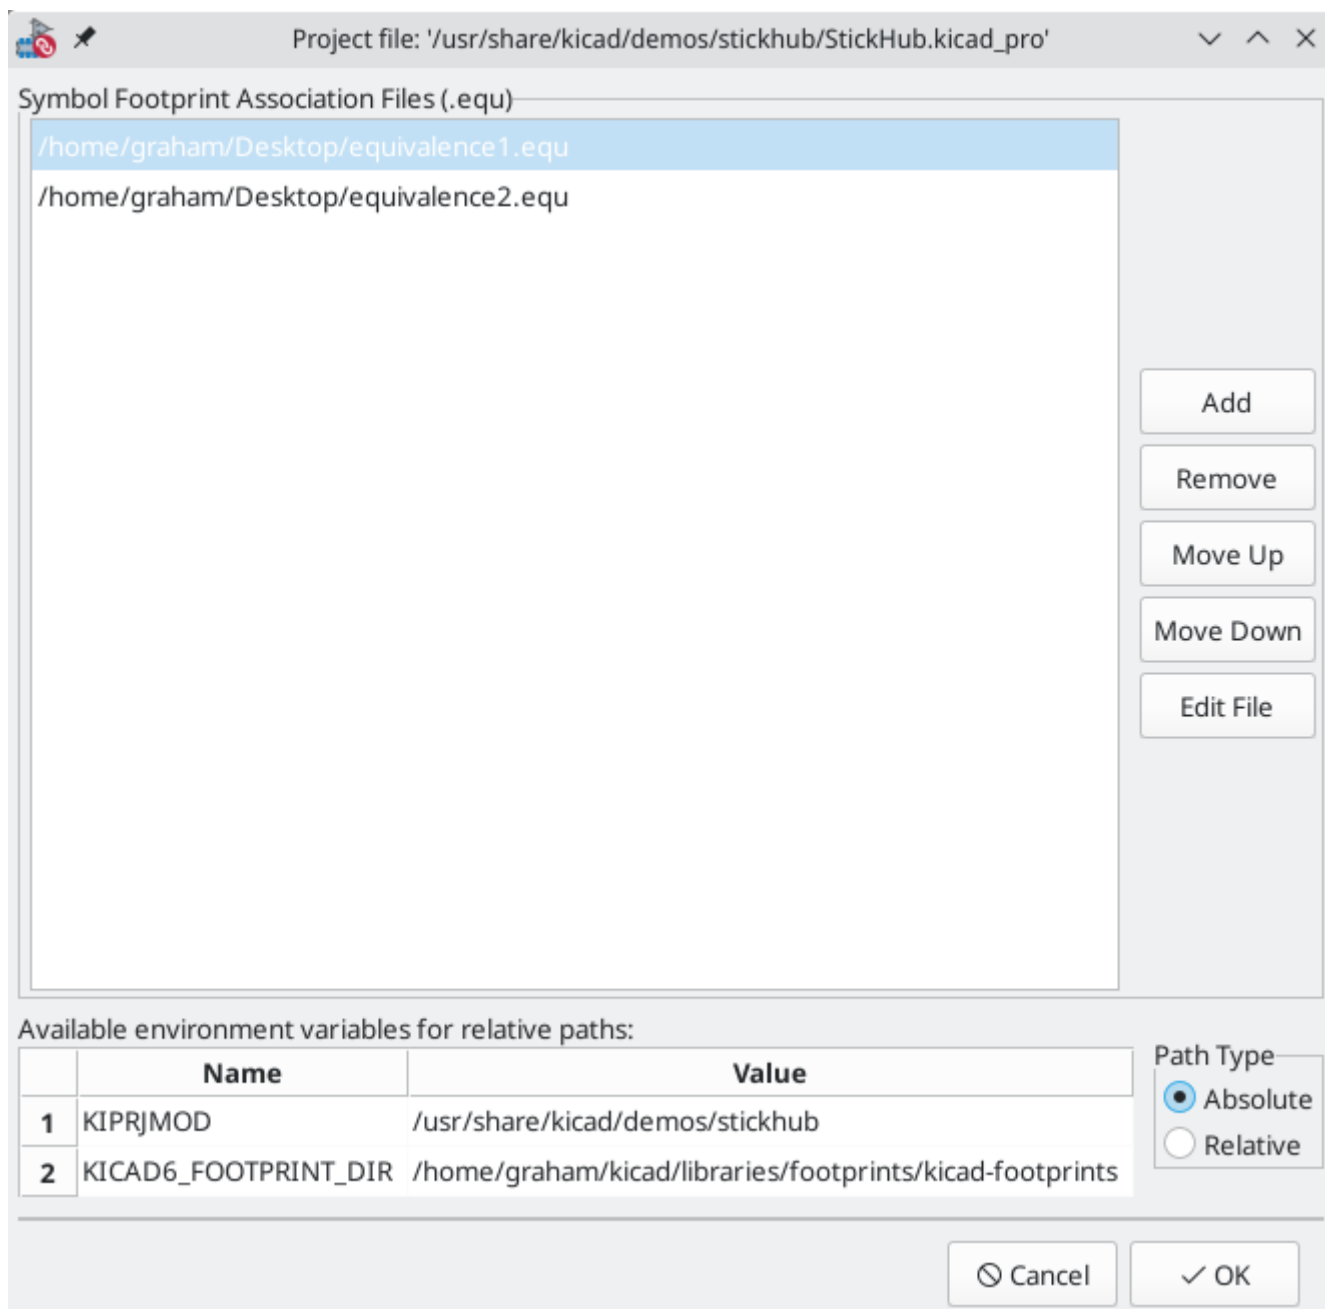 Project file: '/usr/share/kicad/demos/stickhub/StickHub.kicad_pro'
Symbol Footprint Association Files (.equ)
/home/graham/Desktop/equivalence1.equ
/home/graham/Desktop/equivalence2.equ
Add
Remove
Move Up
Move Down
Edit File
Available environment variables for relative paths:
Name Value
1 KIPRJMOD /usr/share/kicad/demos/stickhub
2 KICAD6_FOOTPRINT_DIR /home/graham/kicad/libraries/footprints/kicad-footprints
Path Type
Absolute
Relative
Cancel OK